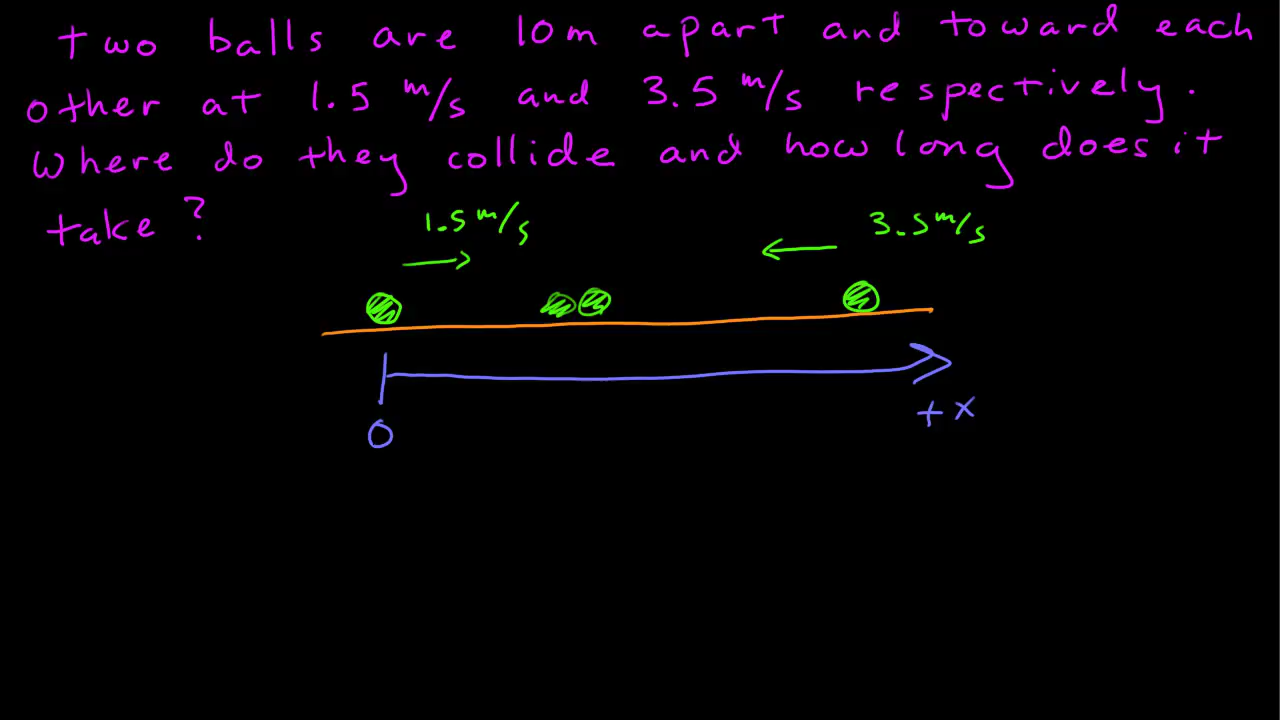 two balls are 10m apart and toward each
other at 1.5 m/s and 3.5 m/s respectively.
Where do they collide and how long does it
take?
1.5 m/s
3.5 m/s
0
+x